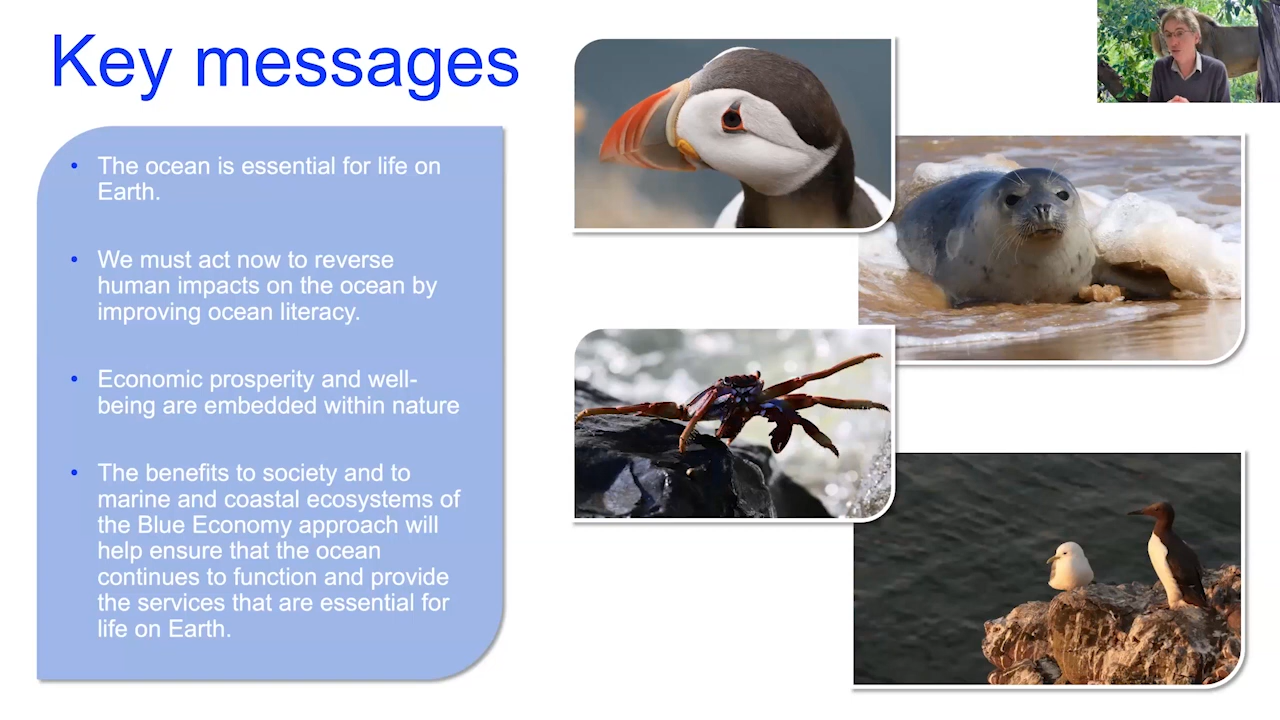 Key messages
• The ocean is essential for life on
Earth.
• We must act now to reverse
human impacts on the ocean by
improving ocean literacy.
• Economic prosperity and well-
being are embedded within nature
• The benefits to society and to
marine and coastal ecosystems of
the Blue Economy approach will
help ensure that the ocean
continues to function and provide
the services that are essential for
life on Earth.